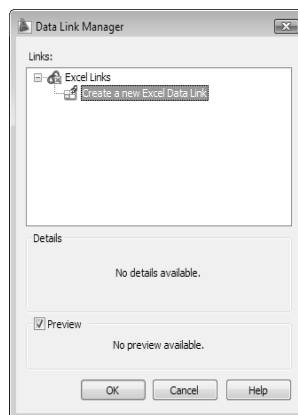 Data Link Manager
Links:
Excel Links
Create a new Excel Data Link
Details
No details available.
Preview
No preview available.
OK Cancel Help